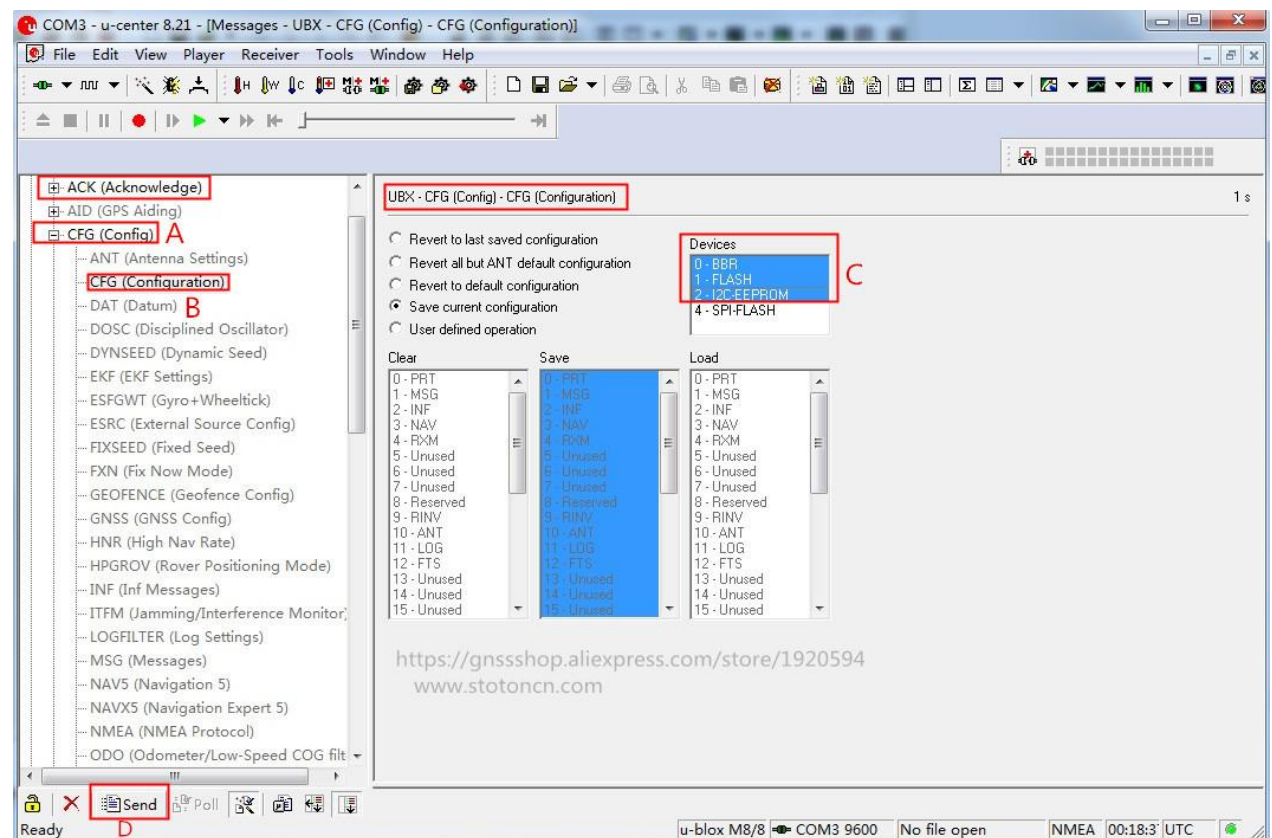 COM3 - u-center 8.21 - [Messages - UBX - CFG (Config) - CFG (Configuration)]
File Edit View Player Receiver Tools Window Help
ACK (Acknowledge)
AID (GPS Aiding)
CFG (Config) A
ANT (Antenna Settings)
CFG (Configuration)
DAT (Datum) B
DOSC (Disciplined Oscillator)
DYNSEED (Dynamic Seed)
EKF (EKF Settings)
ESFGWT (Gyro+Wheeltick)
ESRC (External Source Config)
FIXSEED (Fixed Seed)
FXN (Fix Now Mode)
GEOFENCE (Geofence Config)
GNSS (GNSS Config)
HNR (High Nav Rate)
HPGROV (Rover Positioning Mode)
INF (Inf Messages)
ITFM (Jamming/Interference Monitor)
LOGFILTER (Log Settings)
MSG (Messages)
NAV5 (Navigation 5)
NAVX5 (Navigation Expert 5)
NMEA (NMEA Protocol)
ODO (Odometer/Low-Speed COG filt
UBX - CFG (Config) - CFG (Configuration) 1 s
Revert to last saved configuration
Revert all but ANT default configuration
Revert to default configuration
Save current configuration
User defined operation
Devices
0 - BBR
1 - FLASH
2 - I2C-EEPROM
4 - SPI-FLASH
C
Clear
0 - PRT
1 - MSG
2 - INF
3 - NAV
4 - RXM
5 - Unused
6 - Unused
7 - Unused
8 - Reserved
9 - RINV
10 - ANT
11 - LOG
12 - FTS
13 - Unused
14 - Unused
15 - Unused
Save
0 - PRT
1 - MSG
2 - INF
3 - NAV
4 - RXM
5 - Unused
6 - Unused
7 - Unused
8 - Reserved
9 - RINV
10 - ANT
11 - LOG
12 - FTS
13 - Unused
14 - Unused
15 - Unused
Load
0 - PRT
1 - MSG
2 - INF
3 - NAV
4 - RXM
5 - Unused
6 - Unused
7 - Unused
8 - Reserved
9 - RINV
10 - ANT
11 - LOG
12 - FTS
13 - Unused
14 - Unused
15 - Unused
https://gnssshop.aliexpress.com/store/1920594
www.stotoncn.com
Send Poll
D
Ready u-blox M8/8 COM3 9600 No file open NMEA 00:18:3 UTC